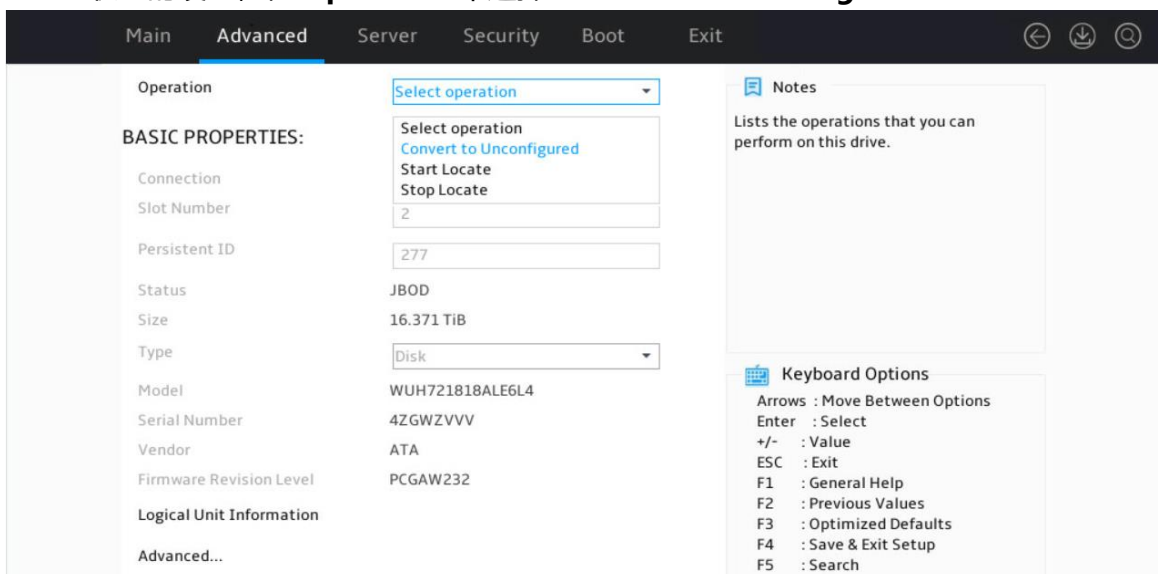 Main Advanced Server Security Boot Exit
Operation
Select operation
Select operation
Convert to Unconfigured
Start Locate
Stop Locate
BASIC PROPERTIES:
Connection
Slot Number
2
Persistent ID
277
Status
JBOD
Size
16.371 TiB
Type
Disk
Model
WUH721818ALE6L4
Serial Number
4ZGWZVVV
Vendor
ATA
Firmware Revision Level
PCGAW232
Logical Unit Information
Advanced...
Notes
Lists the operations that you can
perform on this drive.
Keyboard Options
Arrows : Move Between Options
Enter : Select
+/- : Value
ESC : Exit
F1 : General Help
F2 : Previous Values
F3 : Optimized Defaults
F4 : Save & Exit Setup
F5 : Search